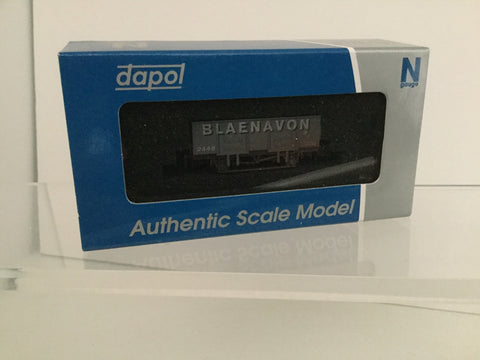 dapol
N
gauge
BLAENAVON
2448
Authentic Scale Model